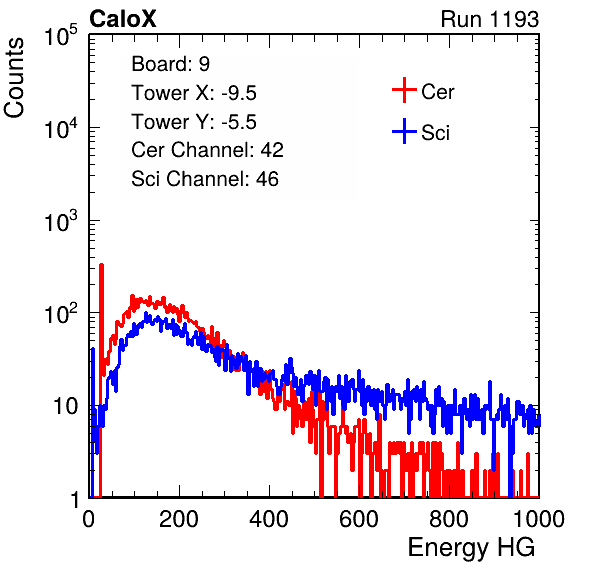 CaloX Run 1193
Counts
10^5
10^4
10^3
10^2
10
1
Board: 9
Tower X: -9.5
Tower Y: -5.5
Cer Channel: 42
Sci Channel: 46
Cer
Sci
0 200 400 600 800 1000
Energy HG